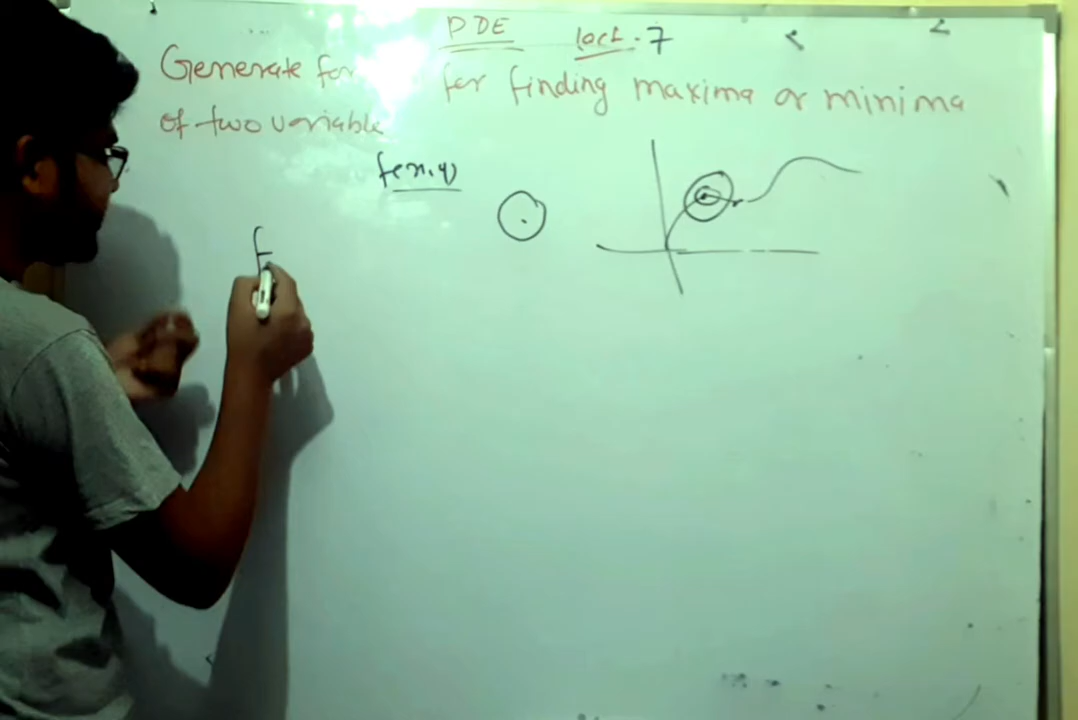 PDE lect. 7
Generate for for finding maxima or minima
of two variable
f(x,y)
f